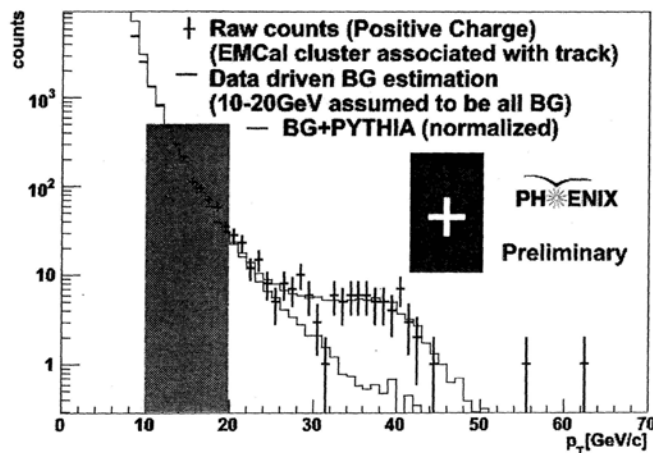 counts
Raw counts (Positive Charge)
(EMCal cluster associated with track)
Data driven BG estimation
(10-20GeV assumed to be all BG)
BG+PYTHIA (normalized)
PH ENIX
Preliminary
+
10³
10²
10
1
0 10 20 30 40 50 60 70
p_T[GeV/c]